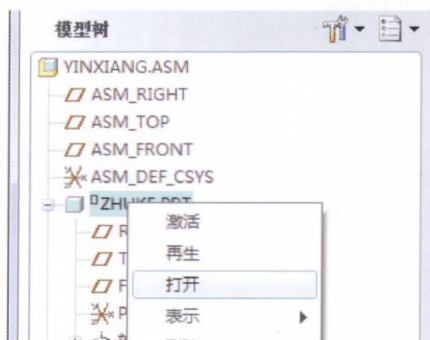 模型树
YINXIANG.ASM
ASM_RIGHT
ASM_TOP
ASM_FRONT
ASM_DEF_CSYS
ZHUKE.PRT
激活
R
再生
T
打开
F
表示
P